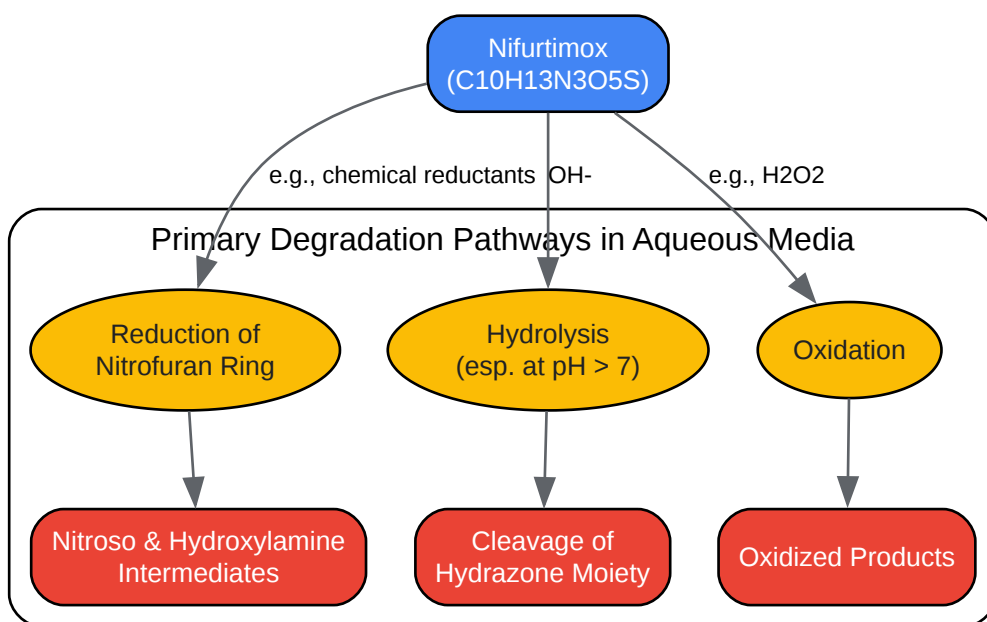 Nifurtimox
(C10H13N3O5S)
e.g., chemical reductants
OH-
e.g., H2O2
Primary Degradation Pathways in Aqueous Media
Reduction of
Nitrofuran Ring
Hydrolysis
(esp. at pH > 7)
Oxidation
Nitroso & Hydroxylamine
Intermediates
Cleavage of
Hydrazone Moiety
Oxidized Products